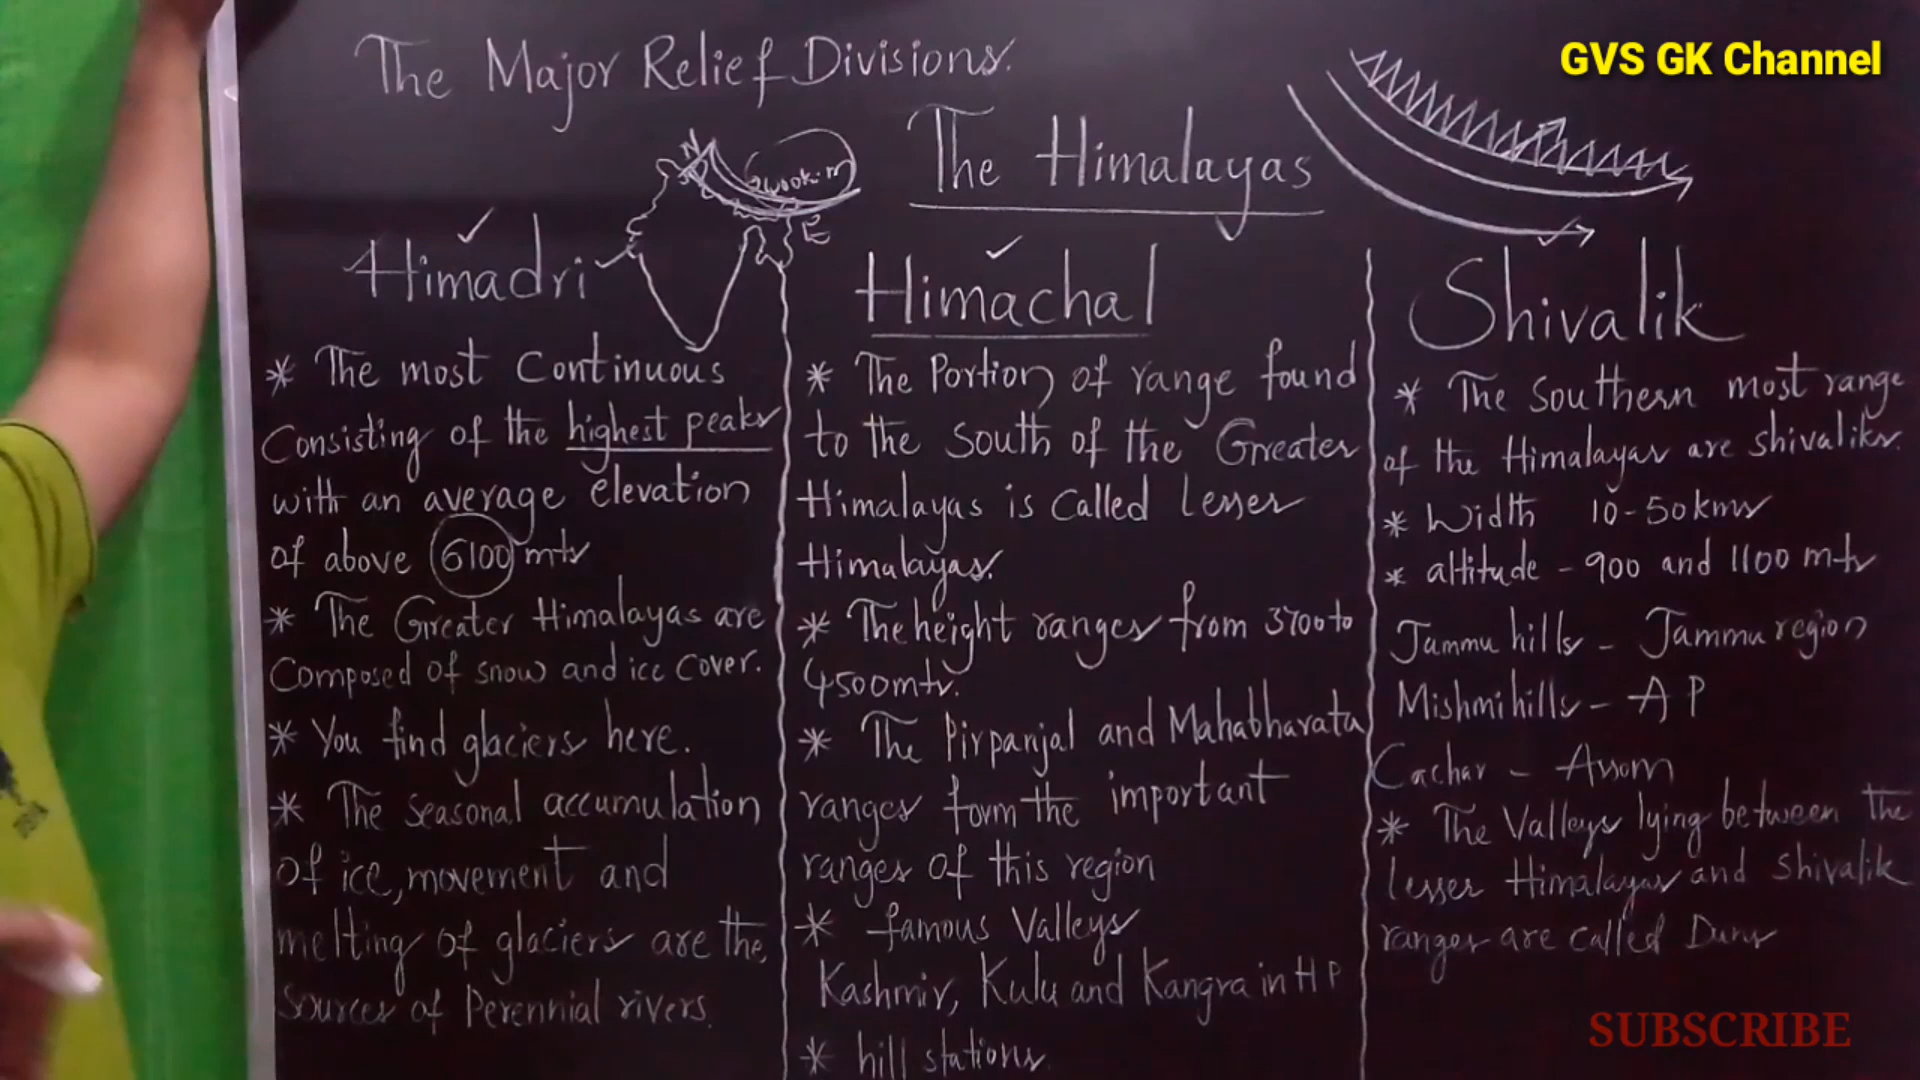 The Major Relief Divisions.
GVS GK Channel
The Himalayas
N
2400k.m
E
Himadri
* The most Continuous
Consisting of the highest peaks
with an average elevation
of above 6100 mts
* The Greater Himalayas are
Composed of snow and ice cover.
* You find glaciers here.
* The seasonal accumulation
of ice, movement and
melting of glaciers are the
sources of Perennial rivers.
Himachal
* The Portion of range found
to the South of the Greater
Himalayas is called lesser
Himalayas.
* The height ranges from 3700 to
4500mts.
* The Pirpanjal and Mahabharata
ranges form the important
ranges of this region
* famous Valleys
Kashmir, Kulu and Kangra in H P
* hill stations
Shivalik
* The Southern most range
of the Himalayas are shivaliks.
* Width 10-50kms
* altitude - 900 and 1100 mts
Jammu hills - Jammu region
Mishmi hills - A P
Cachar - Assom
* The Valleys lying between the
lesser Himalayas and Shivalik
ranges are called Duns
SUBSCRIBE